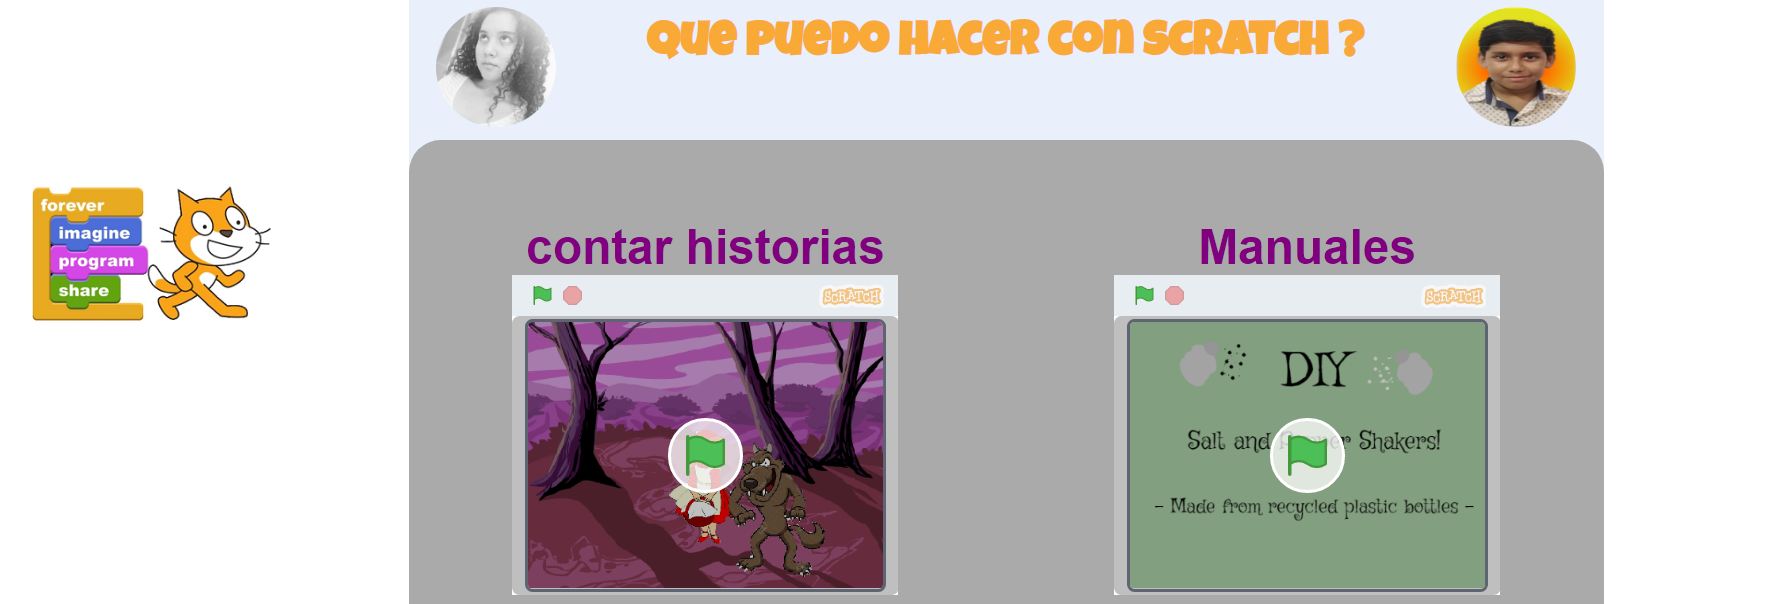 Que puedo hacer con scratch ?
forever
imagine
program
share
contar historias
SCRATCH
Manuales
SCRATCH
DIY
Salt and Shakers!
- Made from recycled plastic bottles -